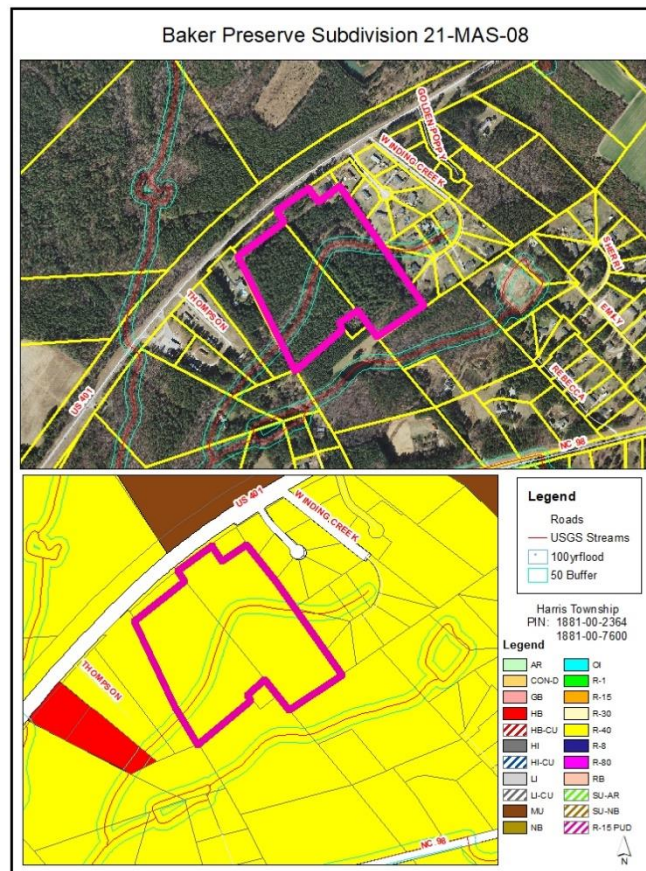 Baker Preserve Subdivision 21-MAS-08
GOLDEN POPPY
WINDING CREEK
SHERRI
THOMPSON
EMILY
US 401
REBECCA
NC 98
US 401
WINDING CREEK
THOMPSON
NC 98
Legend
Roads
USGS Streams
100yrflood
50 Buffer
Harris Township
PIN: 1881-00-2364
1881-00-7600
Legend
AR
CON-D
GB
HB
HB-CU
HI
HI-CU
LI
LI-CU
MU
NB
OI
R-1
R-15
R-30
R-40
R-8
R-80
RB
SU-AR
SU-NB
R-15 PUD
N